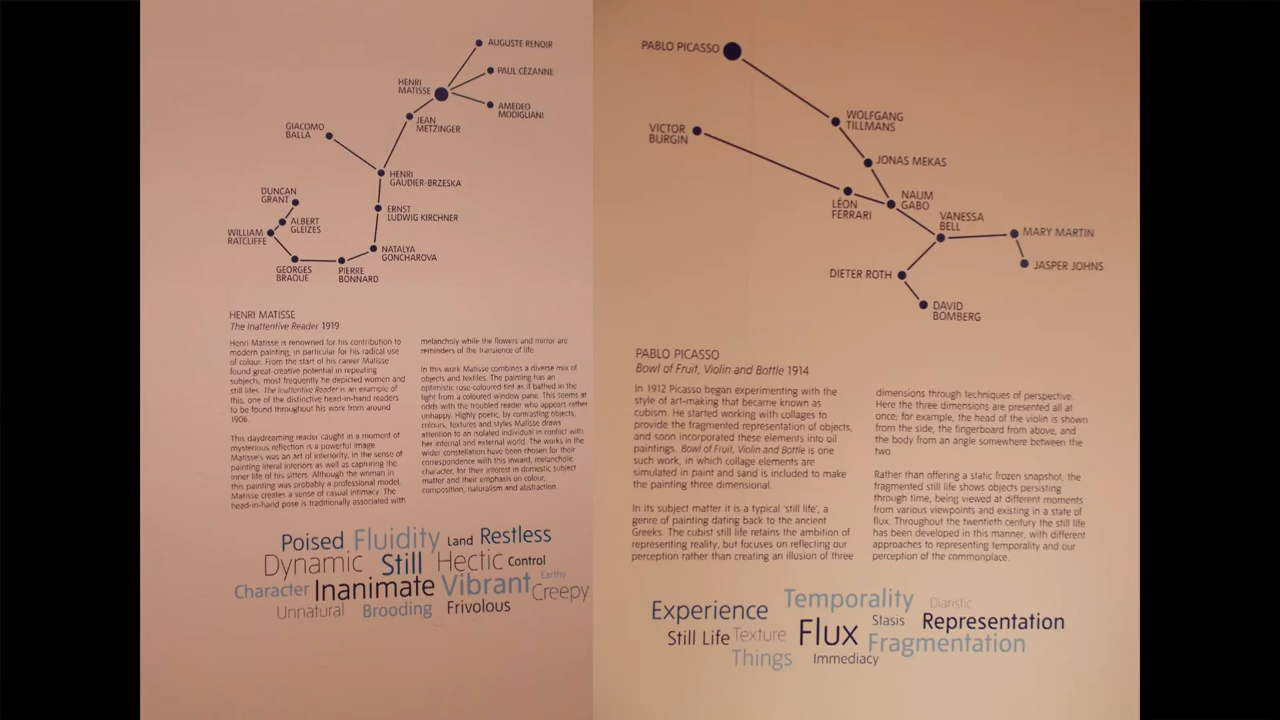 AUGUSTE RENOIR
PAUL CÉZANNE
HENRI
MATISSE
AMEDEO
MODIGLIANI
JEAN
METZINGER
GIACOMO
BALLA
HENRI
GAUDIER-BRZESKA
DUNCAN
GRANT
ERNST
LUDWIG KIRCHNER
ALBERT
GLEIZES
WILLIAM
RATCLIFFE
NATALYA
GONCHAROVA
GEORGES
BRAQUE
PIERRE
BONNARD
HENRI MATISSE
The Inattentive Reader 1919
Henri Matisse is renowned for his contribution to
modern painting, in particular for his radical use
of colour. From the start of his career Matisse
found great creative potential in repeating
subjects, most frequently he depicted women and
still lifes. The Inattentive Reader is an example of
this, one of the distinctive head-in-hand readers
to be found throughout his work from around
1906.
This daydreaming reader caught in a moment of
mysterious reflection is a powerful image.
Matisse's was an art of interiority, in the sense of
painting literal interiors as well as capturing the
inner life of his sitters. Although the woman in
this painting was probably a professional model,
Matisse creates a sense of casual intimacy. The
head-in-hand pose is traditionally associated with
melancholy while the flowers and mirror are
reminders of the transience of life.
In this work Matisse combines a diverse mix of
objects and textiles. The painting has an
optimistic rose-coloured tint as if bathed in the
light from a coloured window pane. This seems at
odds with the troubled reader who appears rather
unhappy. Highly poetic, by contrasting objects,
colours, textures and styles Matisse draws
attention to an isolated individual in conflict with
her internal and external world. The works in the
wider constellation have been chosen for their
correspondence with this inward, melancholic
character, for their interest in domestic subject
matter and their emphasis on colour,
composition, naturalism and abstraction.
Poised Fluidity Land Restless
Dynamic Still Hectic Control
Character Inanimate Vibrant Earthy Creepy
Unnatural Brooding Frivolous
PABLO PICASSO
WOLFGANG
TILLMANS
VICTOR
BURGIN
JONAS MEKAS
LÉON
FERRARI
NAUM
GABO
VANESSA
BELL
MARY MARTIN
JASPER JOHNS
DIETER ROTH
DAVID
BOMBERG
PABLO PICASSO
Bowl of Fruit, Violin and Bottle 1914
In 1912 Picasso began experimenting with the
style of art-making that became known as
cubism. He started working with collages to
provide the fragmented representation of objects,
and soon incorporated these elements into oil
paintings. Bowl of Fruit, Violin and Bottle is one
such work, in which collage elements are
simulated in paint and sand is included to make
the painting three dimensional.
In its subject matter it is a typical 'still life', a
genre of painting dating back to the ancient
Greeks. The cubist still life retains the ambition of
representing reality, but focuses on reflecting our
perception rather than creating an illusion of three
dimensions through techniques of perspective.
Here the three dimensions are presented all at
once; for example, the head of the violin is shown
from the side, the fingerboard from above, and
the body from an angle somewhere between the
two.
Rather than offering a static frozen snapshot, the
fragmented still life shows objects persisting
through time, being viewed at different moments
from various viewpoints and existing in a state of
flux. Throughout the twentieth century the still life
has been developed in this manner, with different
approaches to representing temporality and our
perception of the commonplace.
Experience Temporality Diaristic
Still Life Texture Flux Stasis Representation
Fragmentation
Things Immediacy